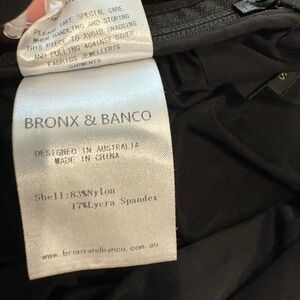 PLEASE TAKE SPECIAL CARE
WHEN HANDLING AND STORING
THIS PIECE TO AVOID SNAGGING
AND PULLING AGAINST OTHER
FABRICS JEWELLERY&
GARMENTS
BRONX & BANCO
DESIGNED IN AUSTRALIA
MADE IN CHINA
Shell:83%Nylon
17%Lycra Spandex
www.bronxandbanco.com.au